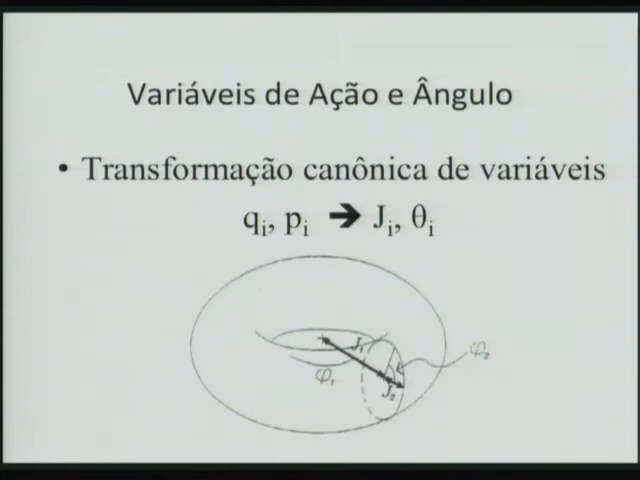 Variáveis de Ação e Ângulo
• Transformação canônica de variáveis
qᵢ, pᵢ ➔ Jᵢ, θᵢ
J₁
φ₁
J₂
φ₂